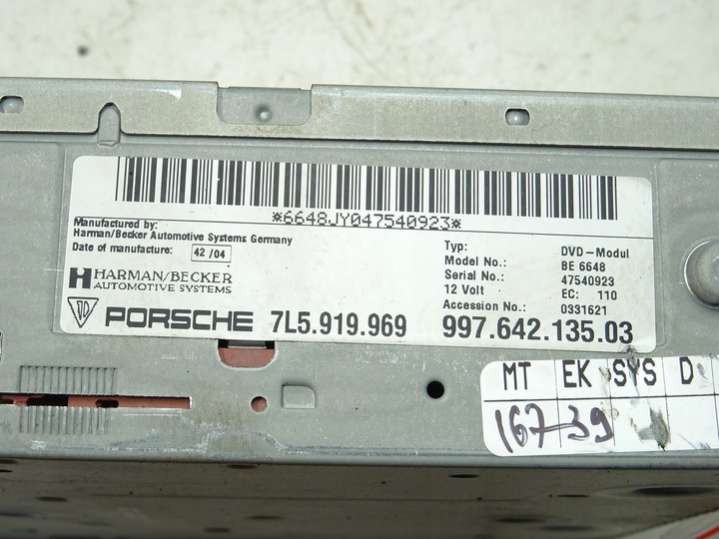 *6648JY047540923*
Manufactured by:
Harman/Becker Automotive Systems Germany
Date of manufacture: 42 /04
HARMAN/BECKER
AUTOMOTIVE SYSTEMS
Typ: DVD-Modul
Model No.: BE 6648
Serial No.: 47540923
12 Volt EC: 110
Accession No.: 0331621
PORSCHE 7L5.919.969 997.642.135.03
MT EK SYS D
16739